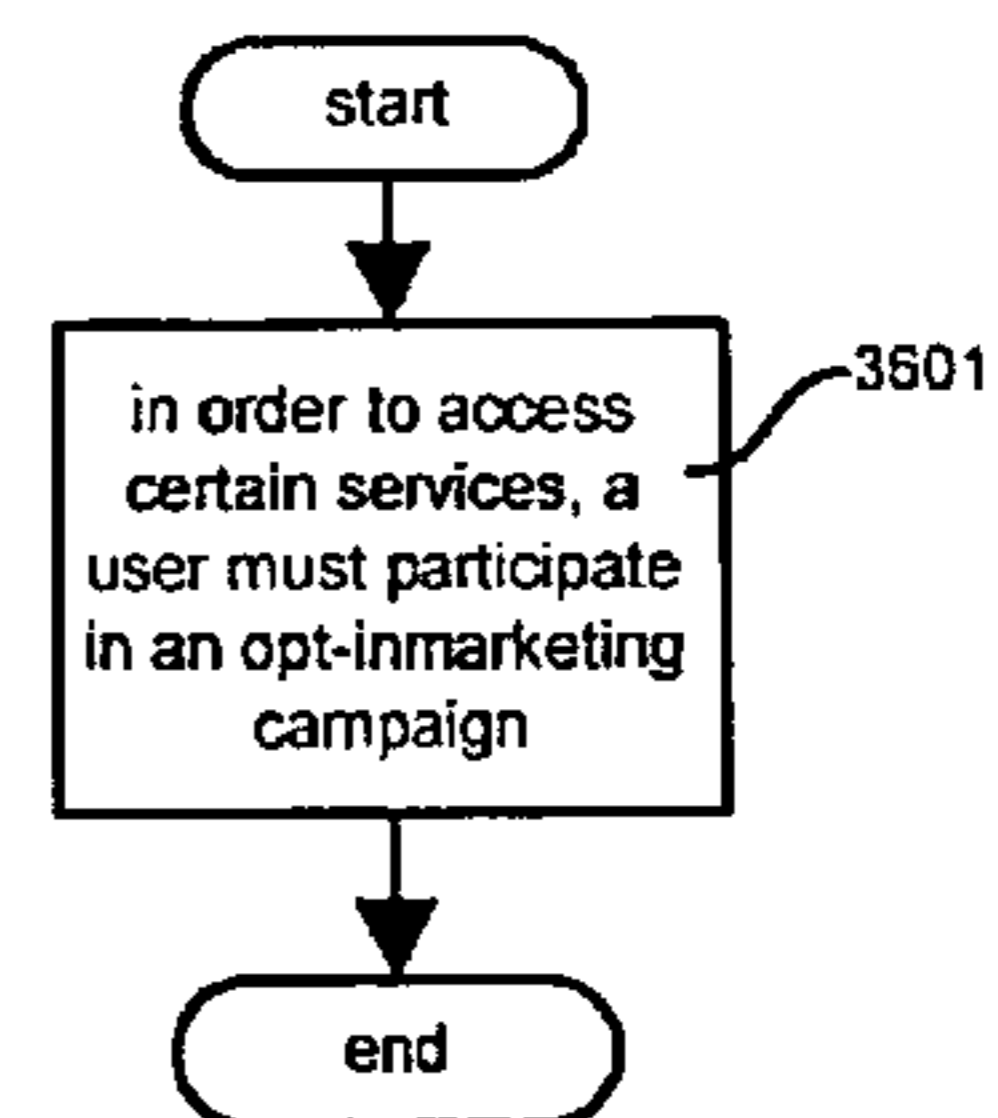 start
in order to access
certain services, a
user must participate
in an opt-inmarketing
campaign
3601
end